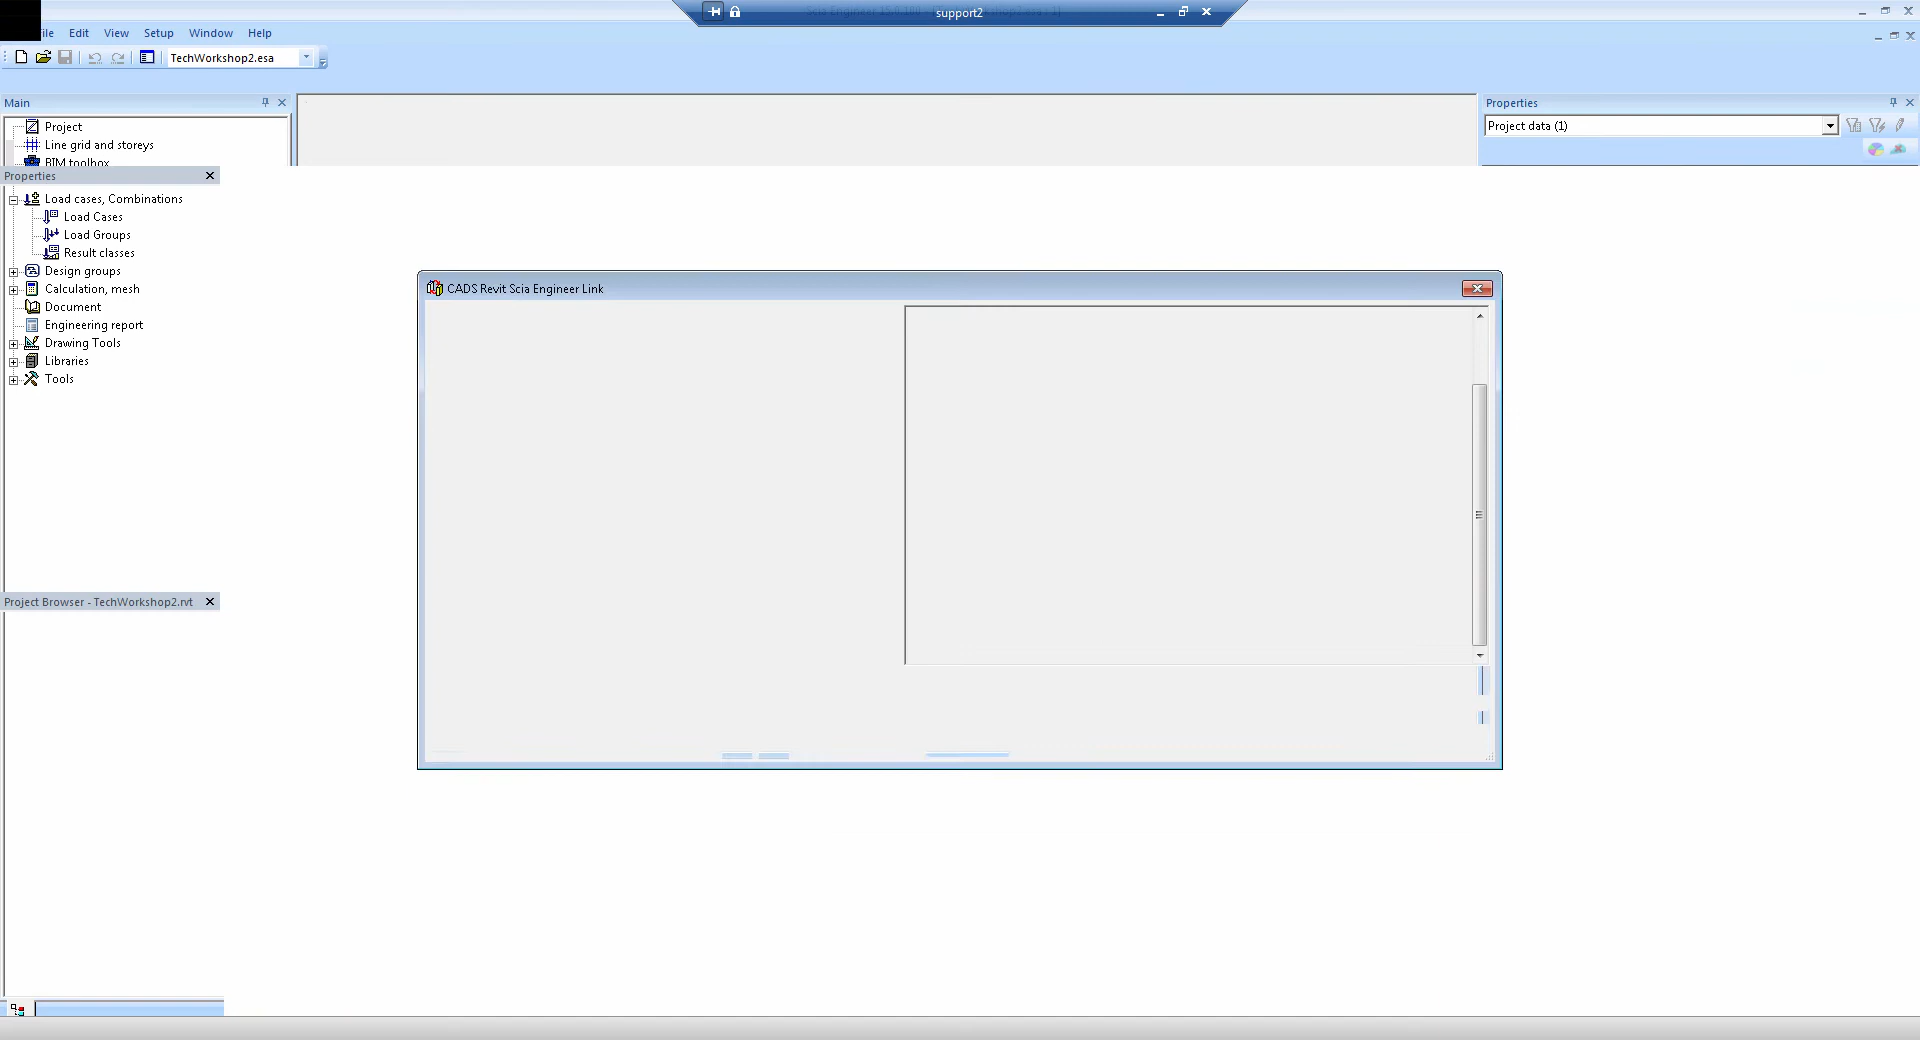 support2
ile Edit View Setup Window Help
TechWorkshop2.esa
Main
Project
Line grid and storeys
BIM toolbox
Properties
Load cases, Combinations
Load Cases
Load Groups
Result classes
Design groups
Calculation, mesh
Document
Engineering report
Drawing Tools
Libraries
Tools
Project Browser - TechWorkshop2.rvt
CADS Revit Scia Engineer Link
Properties
Project data (1)